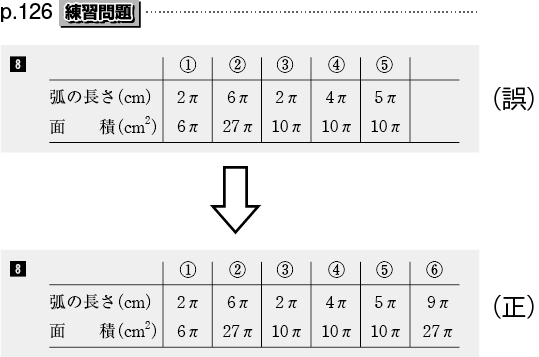 p.126 練習問題
8 ① ② ③ ④ ⑤
弧の長さ(cm) 2π 6π 2π 4π 5π
(誤)
面 積(cm²) 6π 27π 10π 10π 10π
8 ① ② ③ ④ ⑤ ⑥
弧の長さ(cm) 2π 6π 2π 4π 5π 9π
(正)
面 積(cm²) 6π 27π 10π 10π 10π 27π